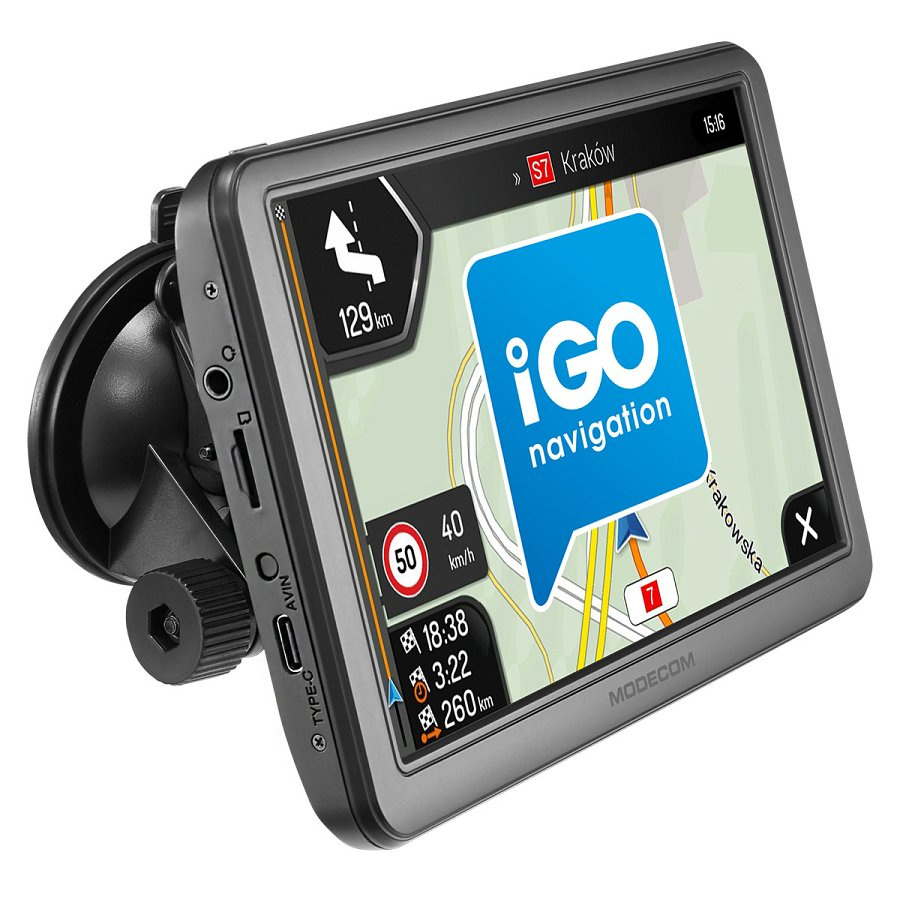 15:16
» S7 Kraków
129 km
iGO
navigation
50
40
km/h
Krakowska
X
7
18:38
3:22
260 km
MODECOM
AVIN
TYPE-C